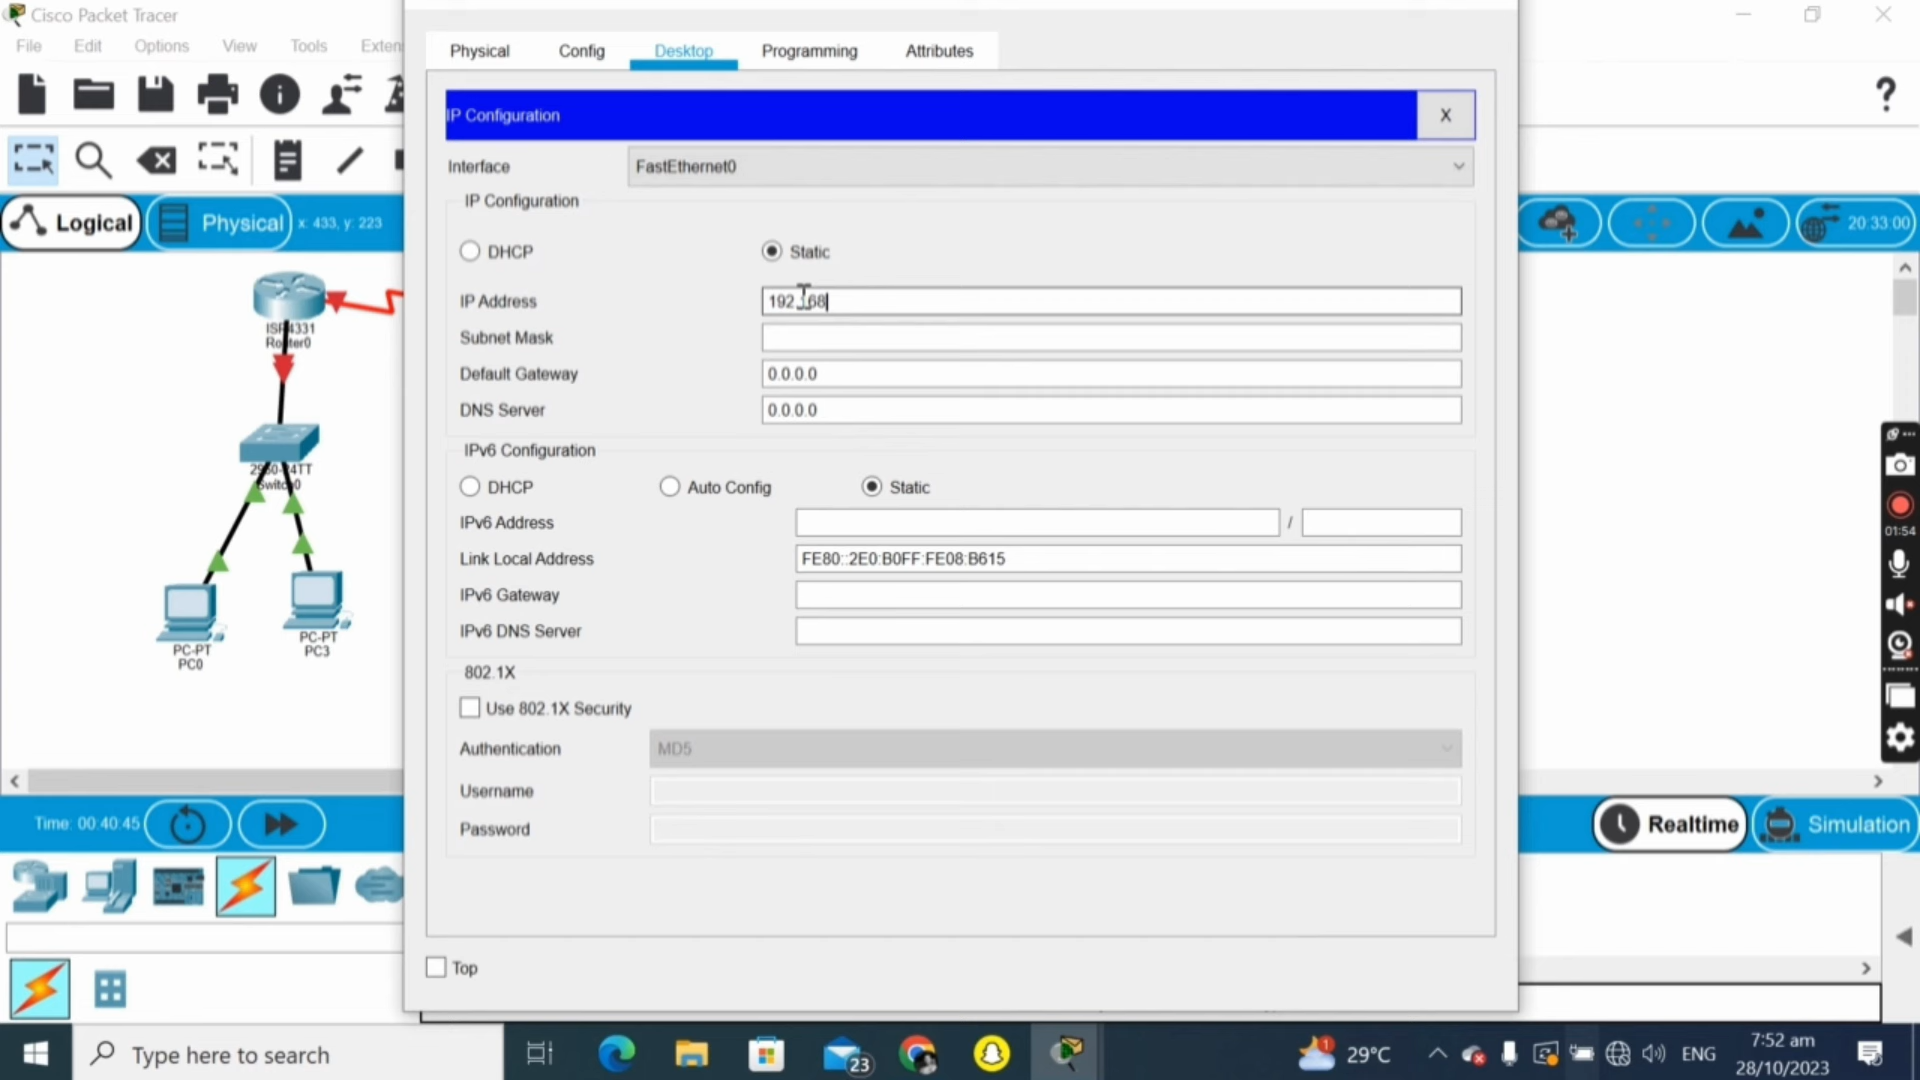 Cisco Packet Tracer
File Edit Options View Tools Exten
Physical Config Desktop Programming Attributes
IP Configuration X
Interface FastEthernet0
IP Configuration
DHCP Static
IP Address
Subnet Mask
Default Gateway 0.0.0.0
DNS Server 0.0.0.0
IPv6 Configuration
DHCP Auto Config Static
IPv6 Address /
Link Local Address FE80::2E0:B0FF:FE08:B615
IPv6 Gateway
IPv6 DNS Server
802.1X
Use 802.1X Security
Authentication MD5
Username
Password
Top
Logical Physical x: 433, y: 223
20:33:00
Router0
Switch0
PC-PT
PC0
PC-PT
PC3
01:54
Time: 00:40:45
Realtime Simulation
Type here to search
23
1
29°C
ENG
7:52 am
28/10/2023